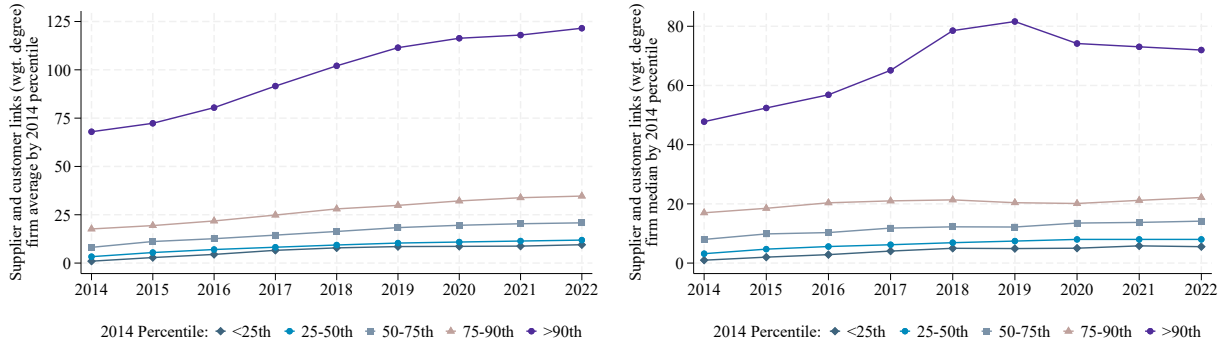 Supplier and customer links (wgt. degree)
firm average by 2014 percentile
125
100
75
50
25
0
2014 2015 2016 2017 2018 2019 2020 2021 2022
2014 Percentile: <25th 25-50th 50-75th 75-90th >90th
Supplier and customer links (wgt. degree)
firm median by 2014 percentile
80
60
40
20
0
2014 2015 2016 2017 2018 2019 2020 2021 2022
2014 Percentile: <25th 25-50th 50-75th 75-90th >90th